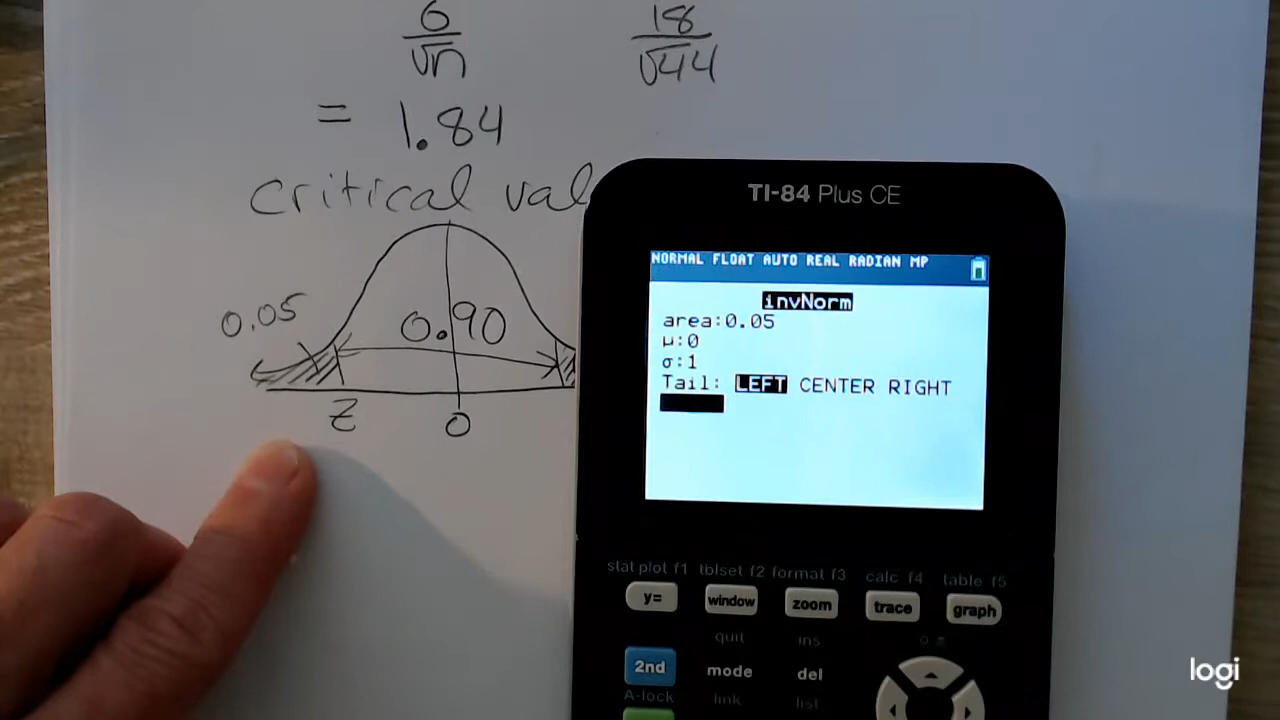 6 18
√n √44
= 1.84
critical val
0.05
0.90
z 0
TI-84 Plus CE
NORMAL FLOAT AUTO REAL RADIAN MP
invNorm
area:0.05
μ:0
σ:1
Tail: LEFT CENTER RIGHT
stat plot f1 tblset f2 format f3 calc f4 table f5
y= window zoom trace graph
quit ins
2nd mode del
A-lock link list
logi